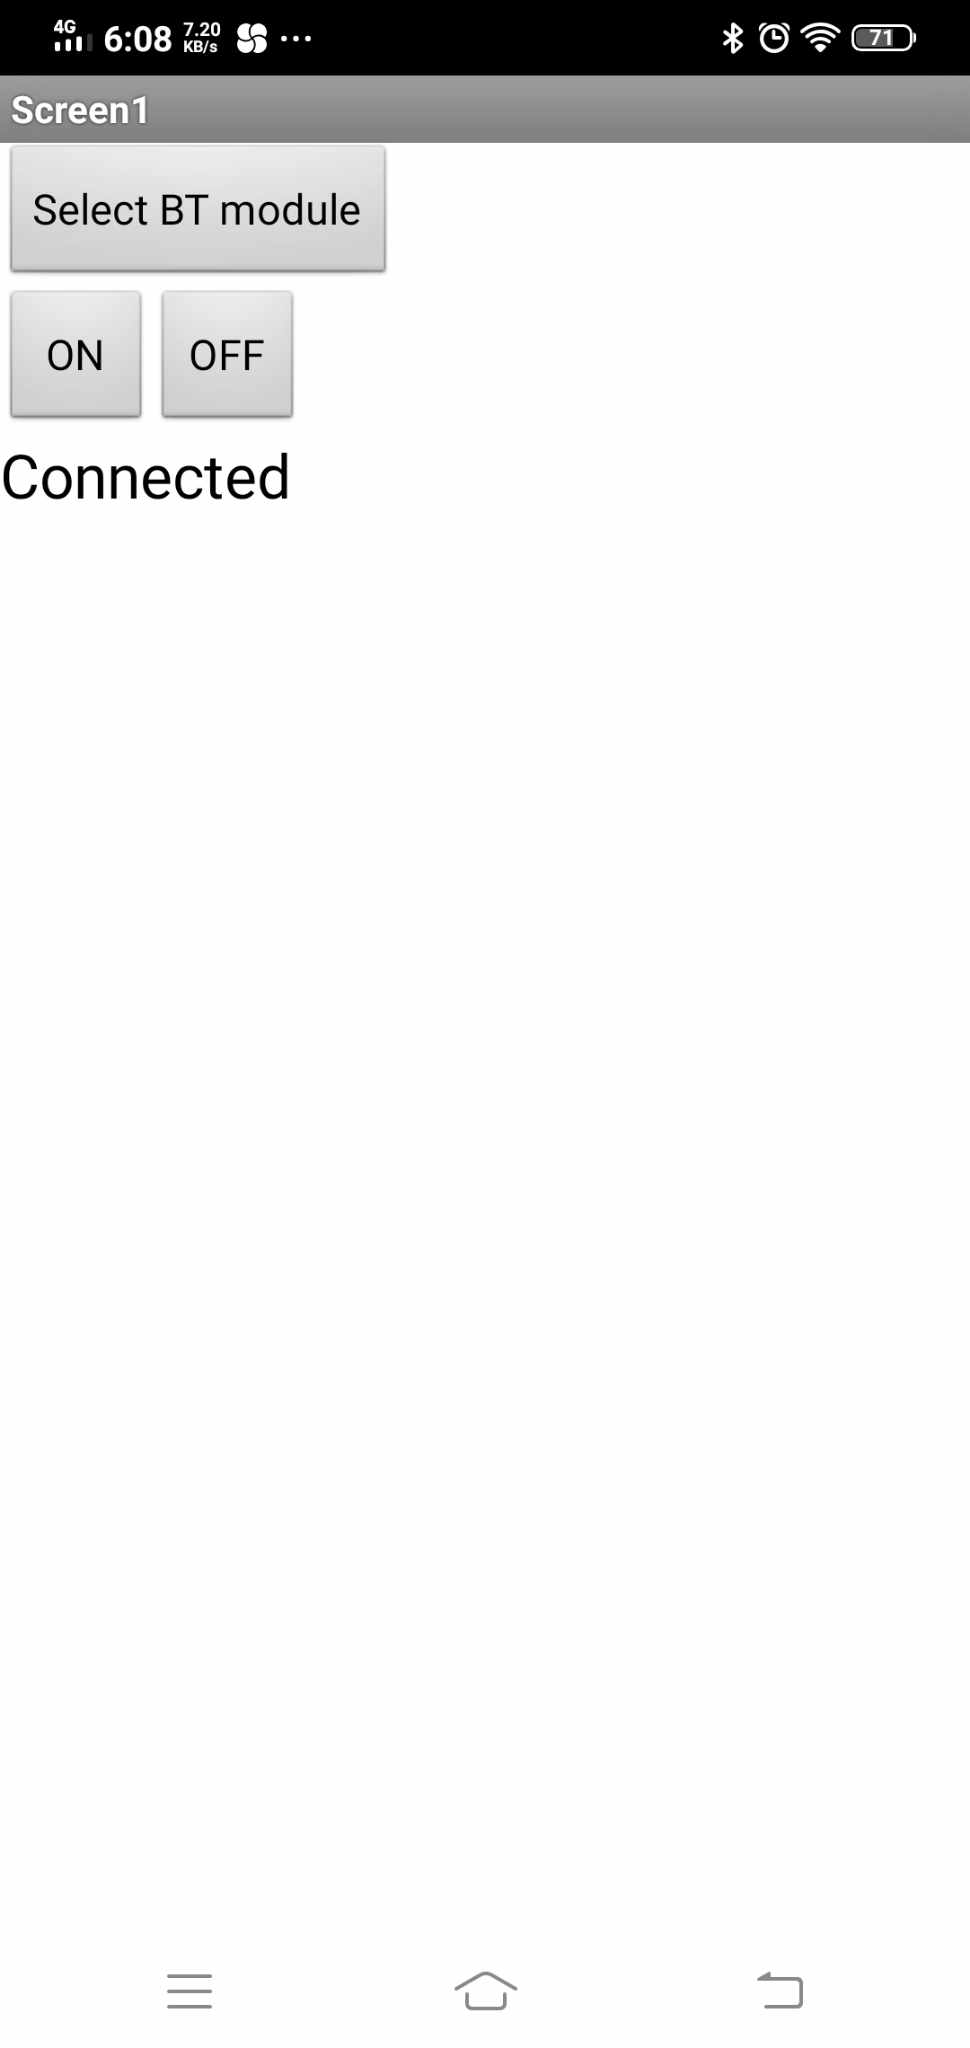 4G 6:08 7.20 KB/s ... 71
Screen1
Select BT module
ON OFF
Connected